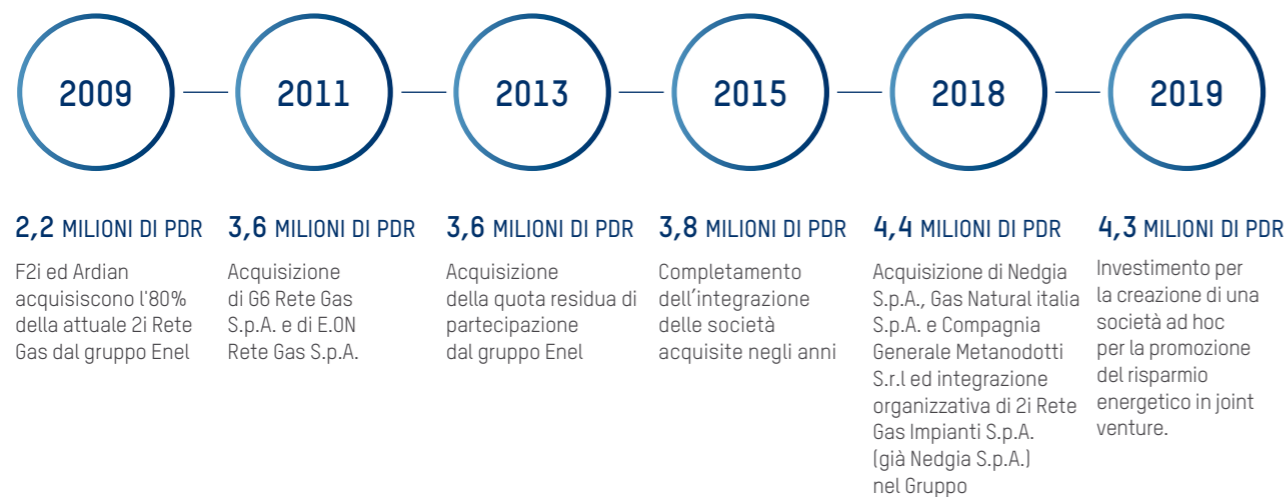 2009
2011
2013
2015
2018
2019
2,2 MILIONI DI PDR
F2i ed Ardian
acquisiscono l'80%
della attuale 2i Rete
Gas dal gruppo Enel
3,6 MILIONI DI PDR
Acquisizione
di G6 Rete Gas
S.p.A. e di E.ON
Rete Gas S.p.A.
3,6 MILIONI DI PDR
Acquisizione
della quota residua di
partecipazione
dal gruppo Enel
3,8 MILIONI DI PDR
Completamento
dell'integrazione
delle società
acquisite negli anni
4,4 MILIONI DI PDR
Acquisizione di Nedgia
S.p.A., Gas Natural italia
S.p.A. e Compagnia
Generale Metanodotti
S.r.l ed integrazione
organizzativa di 2i Rete
Gas Impianti S.p.A.
(già Nedgia S.p.A.)
nel Gruppo
4,3 MILIONI DI PDR
Investimento per
la creazione di una
società ad hoc
per la promozione
del risparmio
energetico in joint
venture.